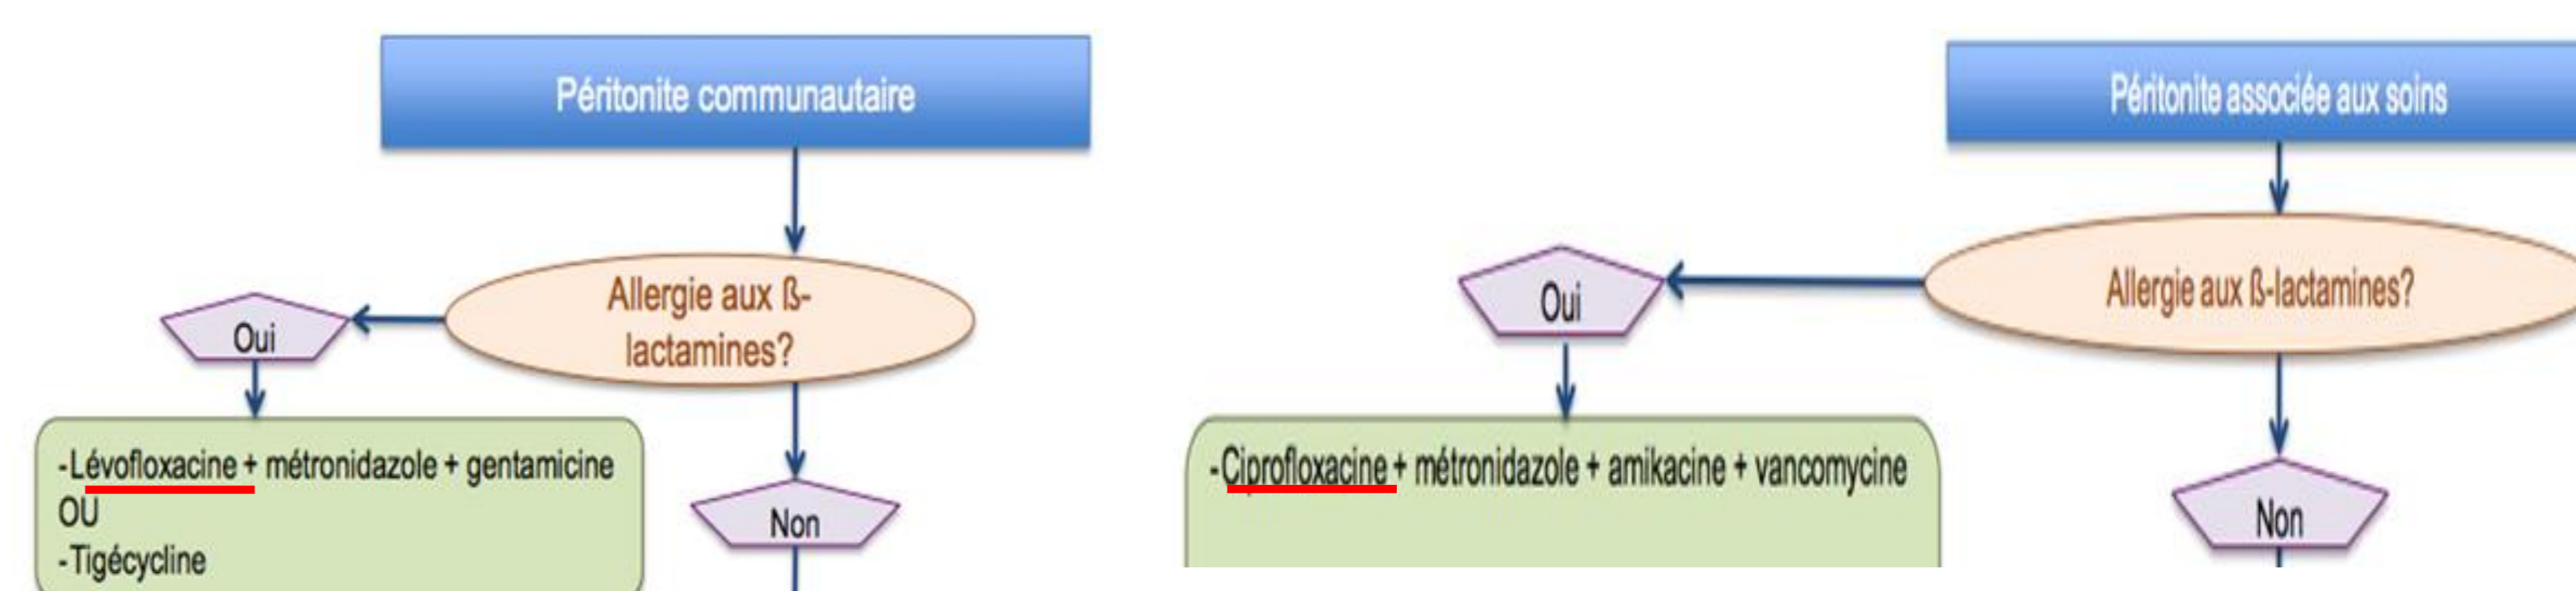 Péritonite communautaire
Allergie aux ß-
lactamines?
Oui
-Lévofloxacine + métronidazole + gentamicine
OU
-Tigécycline
Non
Péritonite associée aux soins
Allergie aux ß-lactamines?
Oui
-Ciprofloxacine + métronidazole + amikacine + vancomycine
Non